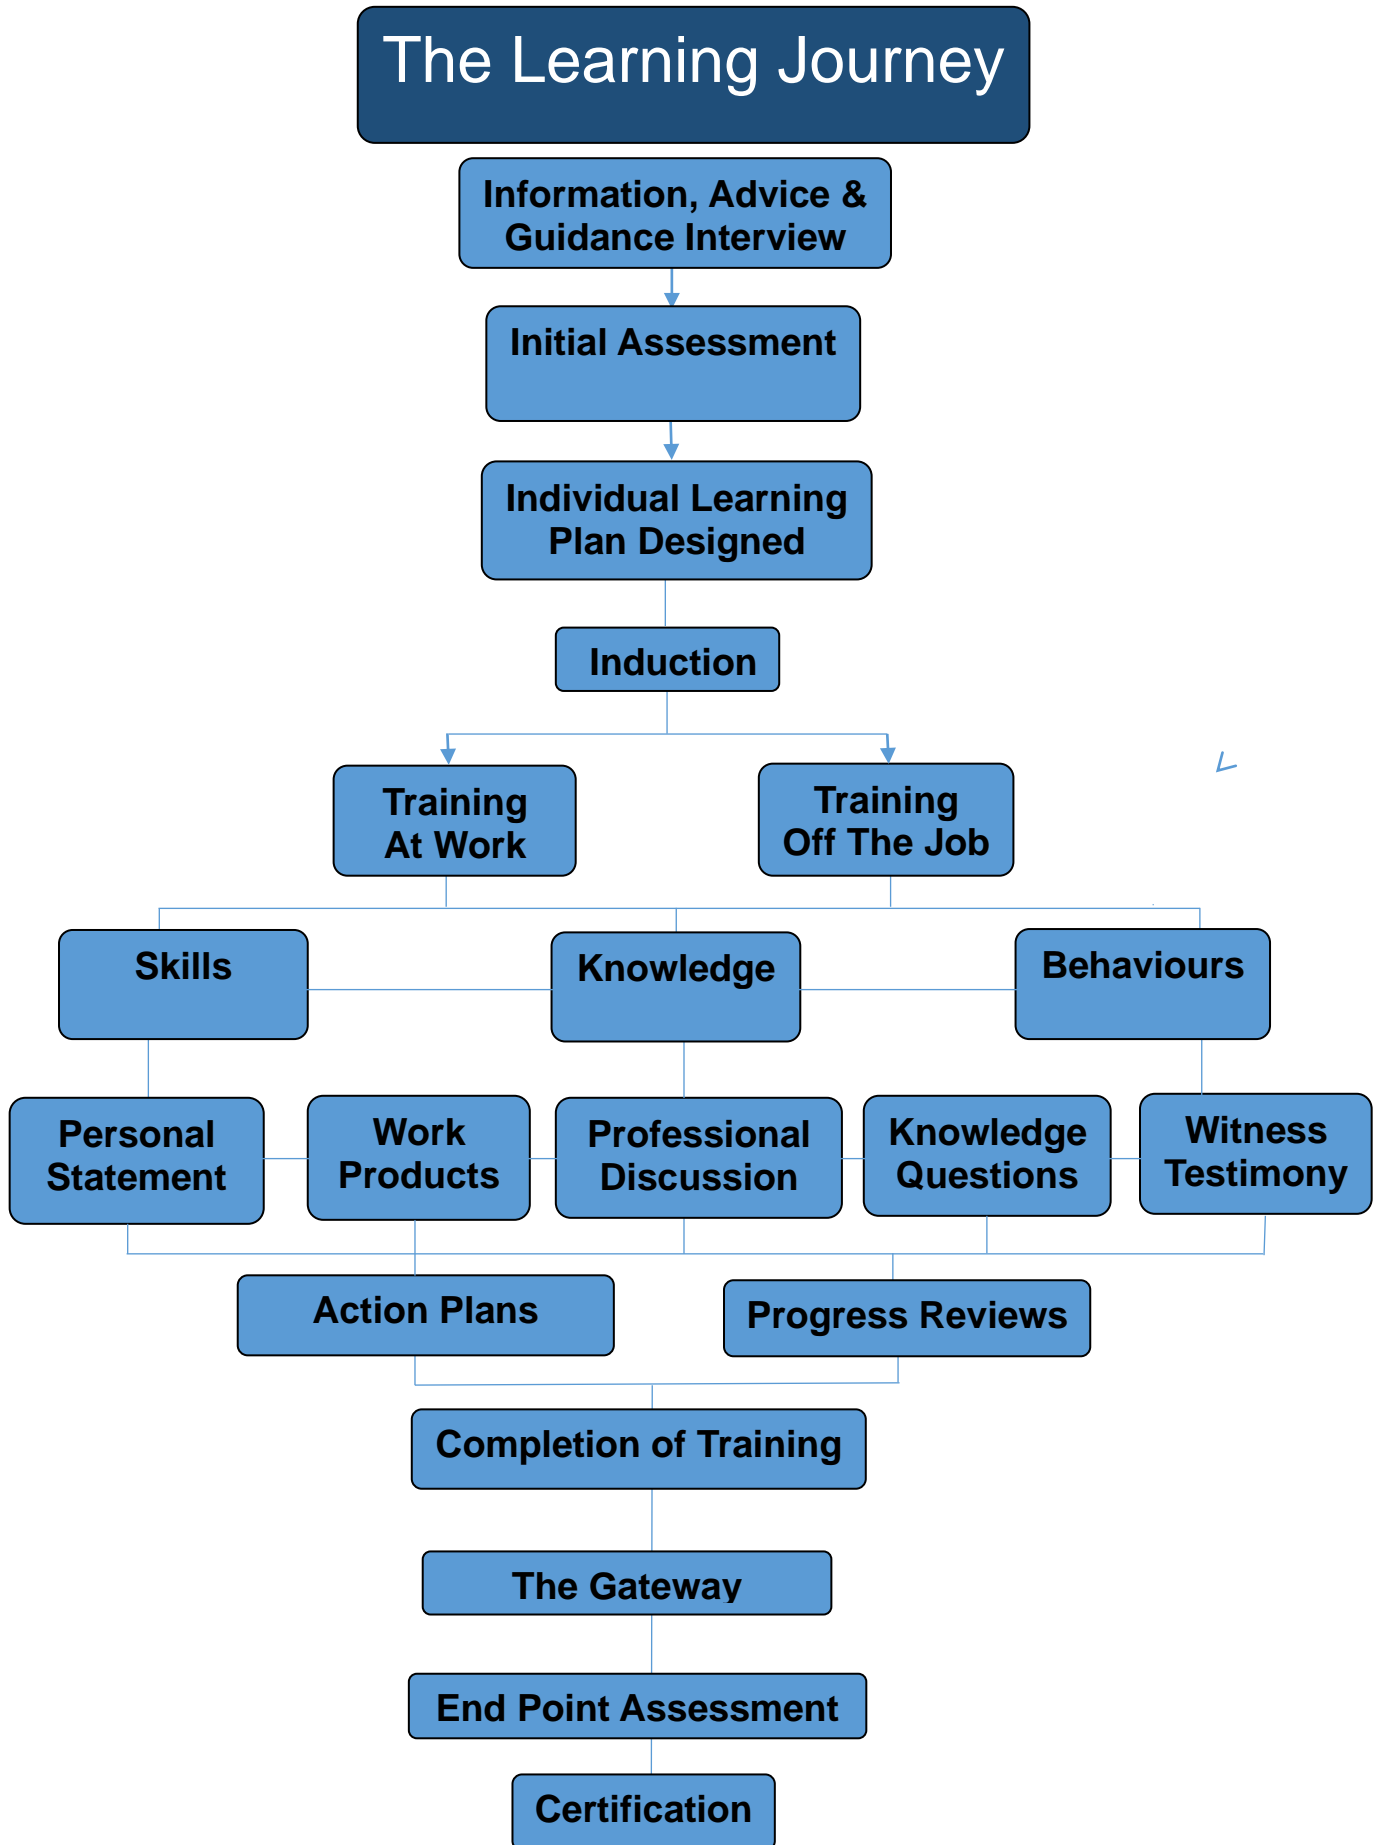 The Learning Journey
Information, Advice &
Guidance Interview
Initial Assessment
Individual Learning
Plan Designed
Induction
Training
At Work
Training
Off The Job
Skills
Knowledge
Behaviours
Personal
Statement
Work
Products
Professional
Discussion
Knowledge
Questions
Witness
Testimony
Action Plans
Progress Reviews
Completion of Training
The Gateway
End Point Assessment
Certification